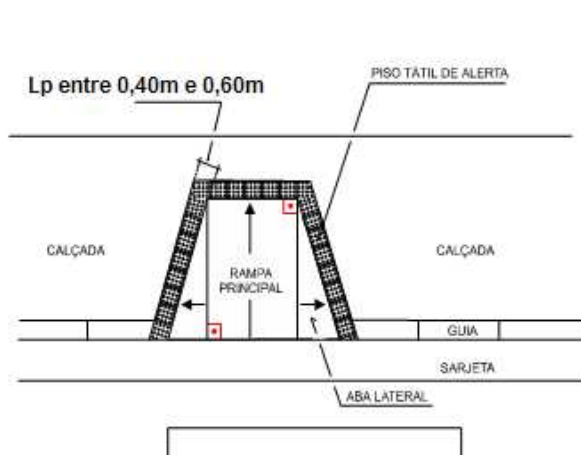 Lp entre 0,40m e 0,60m
PISO TÁTIL DE ALERTA
CALÇADA
CALÇADA
RAMPA
PRINCIPAL
GUIA
SARJETA
ABA LATERAL